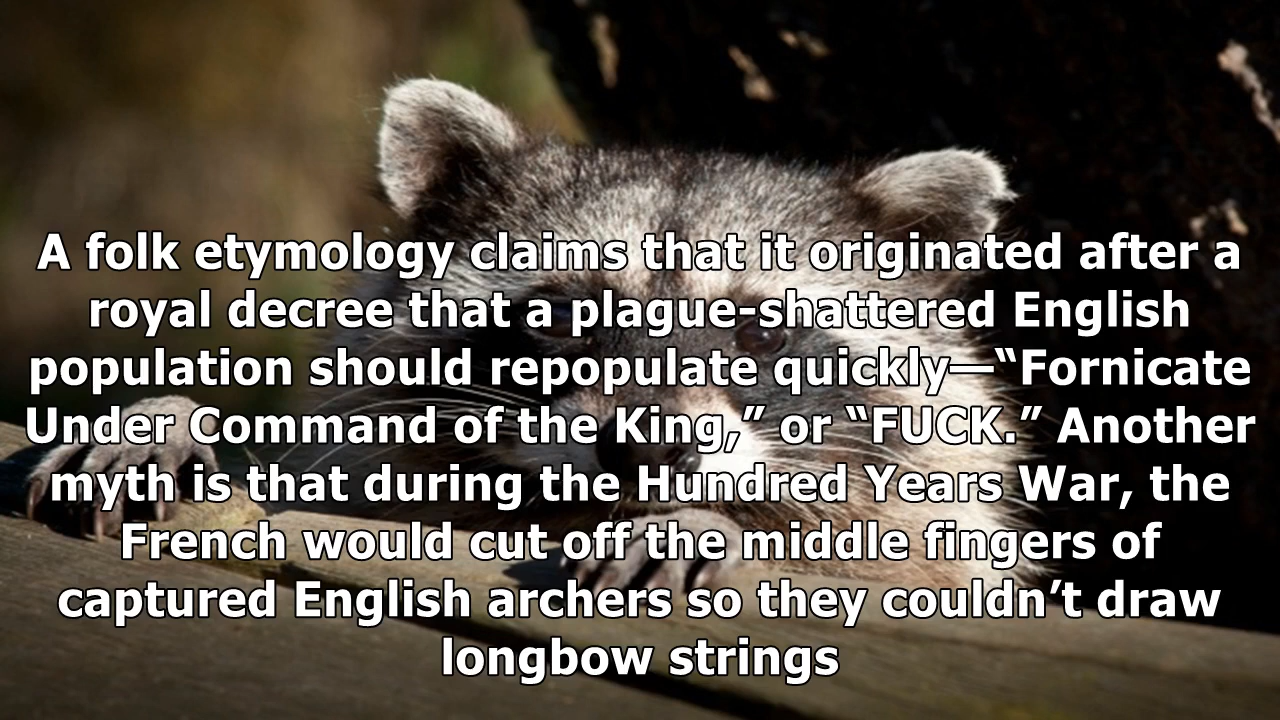 A folk etymology claims that it originated after a
royal decree that a plague-shattered English
population should repopulate quickly—“Fornicate
Under Command of the King,” or “FUCK.” Another
myth is that during the Hundred Years War, the
French would cut off the middle fingers of
captured English archers so they couldn’t draw
longbow strings